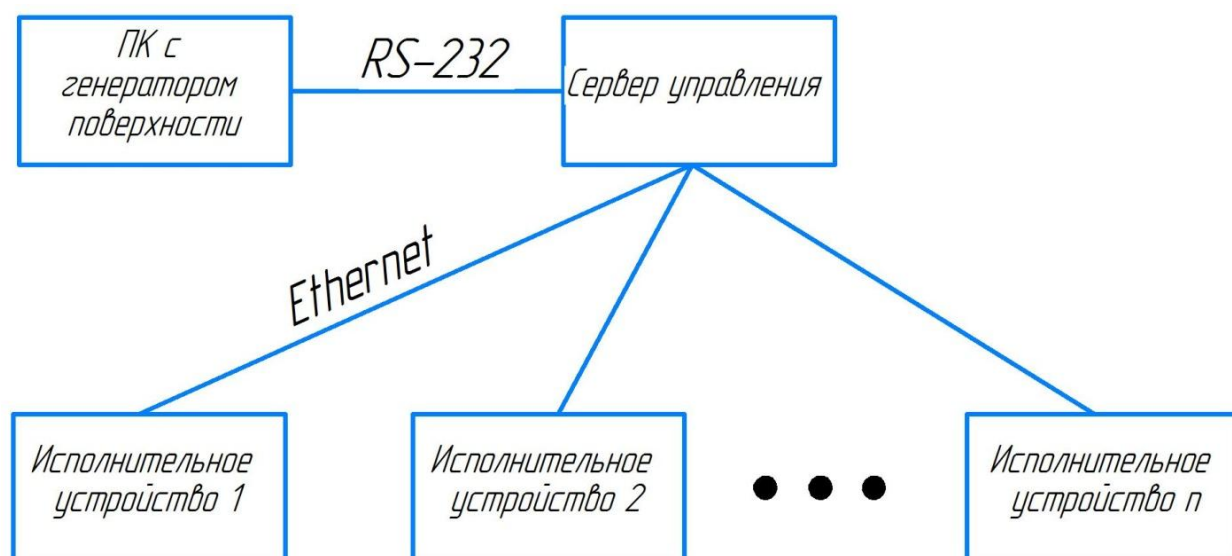 ПК с
генератором
поверхности
RS-232
Сервер управления
Ethernet
Исполнительное
устройство 1
Исполнительное
устройство 2
Исполнительное
устройство n